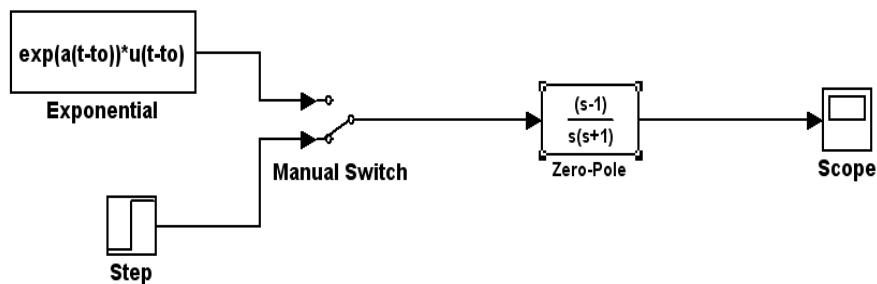 exp(a(t-to))*u(t-to)
Exponential
Manual Switch
Step
(s-1)
s(s+1)
Zero-Pole
Scope